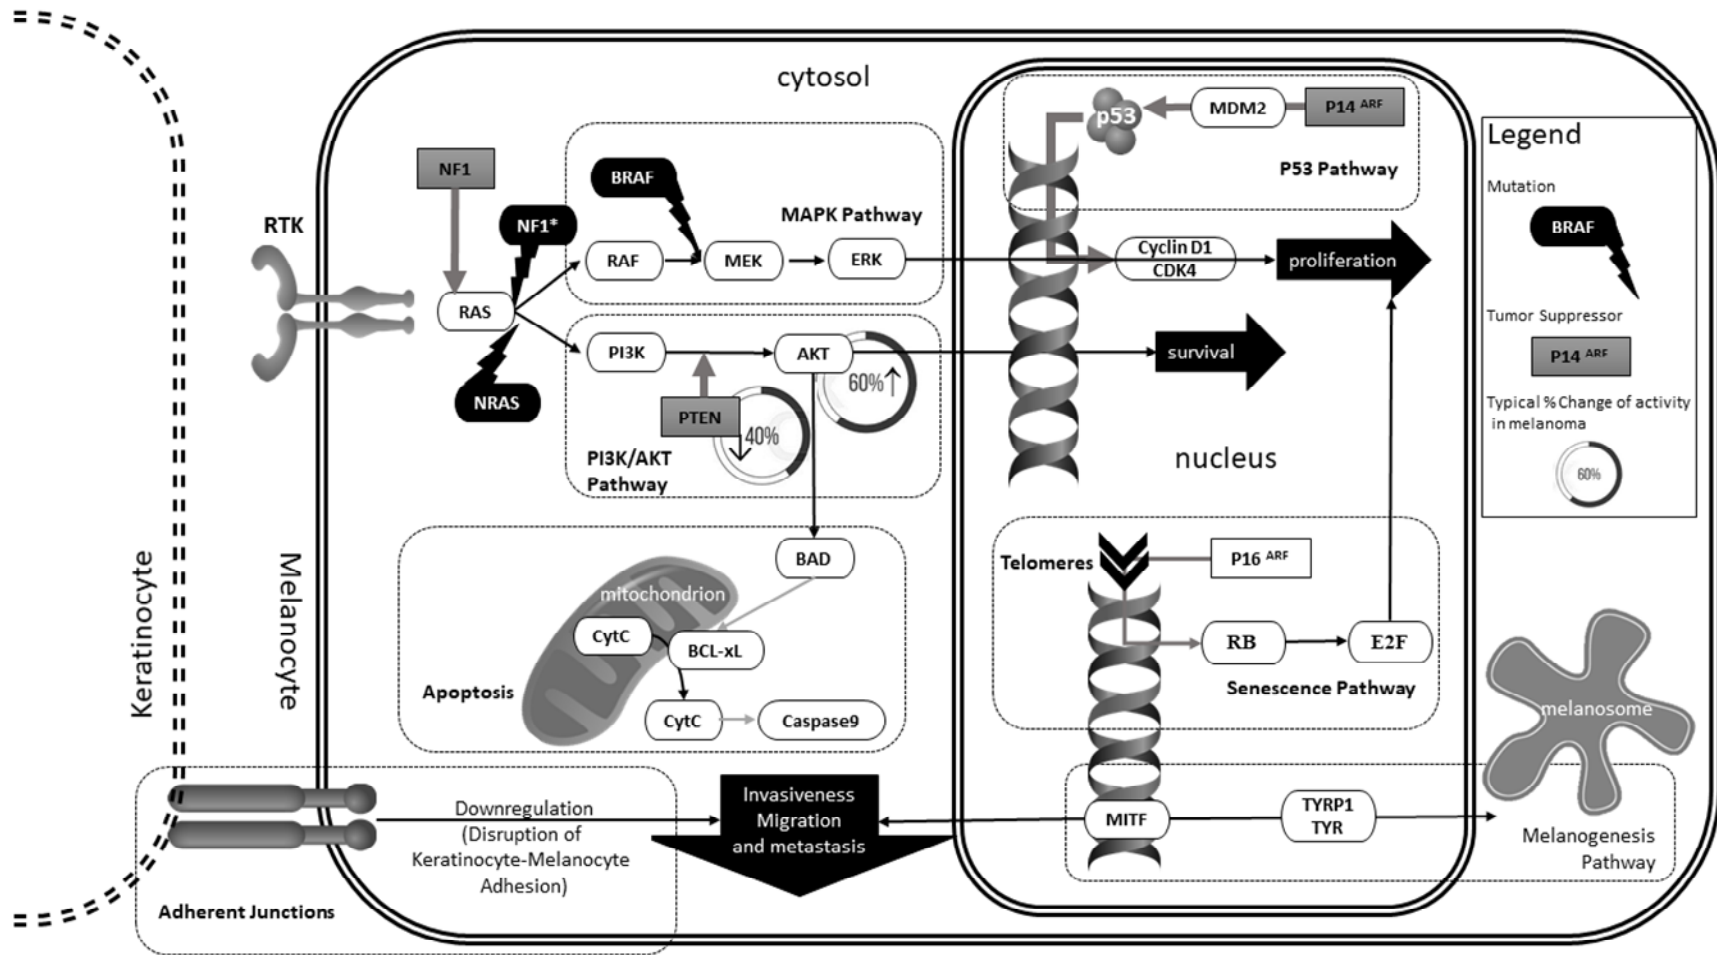 cytosol
p53
MDM2
P14 ARF
P53 Pathway
Legend
Mutation
BRAF
Tumor Suppressor
P14 ARF
Typical % Change of activity
in melanoma
60%
NF1
BRAF
MAPK Pathway
RTK
NF1*
RAF
MEK
ERK
Cyclin D1
CDK4
proliferation
RAS
PI3K
AKT
60%
survival
NRAS
PTEN
40%
PI3K/AKT
Pathway
nucleus
Keratinocyte
Melanocyte
BAD
mitochondrion
CytC
BCL-xL
Apoptosis
CytC
Caspase9
Telomeres
P16 ARF
RB
E2F
Senescence Pathway
melanosome
Downregulation
(Disruption of
Keratinocyte-Melanocyte
Adhesion)
Adherent Junctions
Invasiveness
Migration
and metastasis
MITF
TYRP1
TYR
Melanogenesis
Pathway